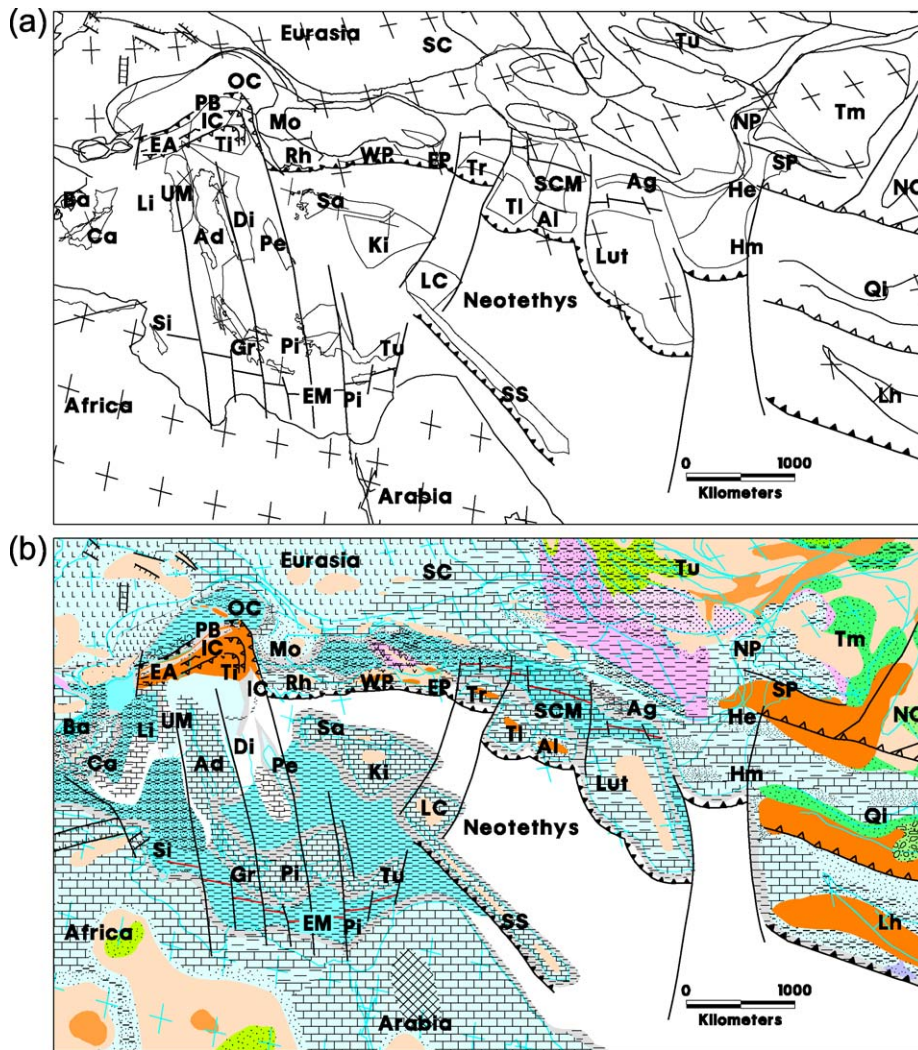 (a)
Eurasia
SC
Tu
OC
PB
IC
Mo
NP
Tm
EA
Ti
Rh
WP
EP
Tr
SP
Ba
Li
UM
Sa
SCM
Ag
He
NC
Ca
Ad
Di
Pe
Ki
Tl
Al
Lut
Hm
LC
Neotethys
Qi
Si
Gr
Pi
Tu
Africa
EM
Pi
SS
Lh
Arabia
0 1000
Kilometers
(b)
Eurasia
SC
Tu
OC
PB
IC
Mo
NP
Tm
EA
Ti
IC
Rh
WP
EP
Tr
SP
Ba
Li
UM
Sa
SCM
Ag
He
NC
Ca
Ad
Di
Pe
Ki
Tl
Al
Lut
Hm
LC
Neotethys
Qi
Si
Gr
Pi
Tu
Africa
EM
Pi
SS
Lh
Arabia
0 1000
Kilometers